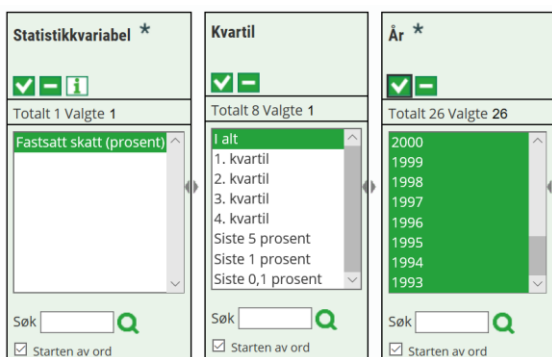 Statistikkvariabel *
Totalt 1 Valgte 1
Fastsatt skatt (prosent)
Søk
Starten av ord
Kvartil
Totalt 8 Valgte 1
I alt
1. kvartil
2. kvartil
3. kvartil
4. kvartil
Siste 5 prosent
Siste 1 prosent
Siste 0,1 prosent
Søk
Starten av ord
År *
Totalt 26 Valgte 26
2000
1999
1998
1997
1996
1995
1994
1993
Søk
Starten av ord